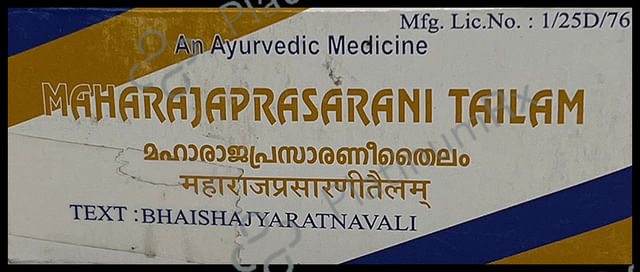 Mfg. Lic.No. : 1/25D/76
An Ayurvedic Medicine
MAHARAJAPRASARANI TAILAM
മഹാരാജപ്രസാരണീതൈലം
महाराजप्रसारणीतैलम्
TEXT : BHAISHAJYARATNAVALI
PlatinumRx